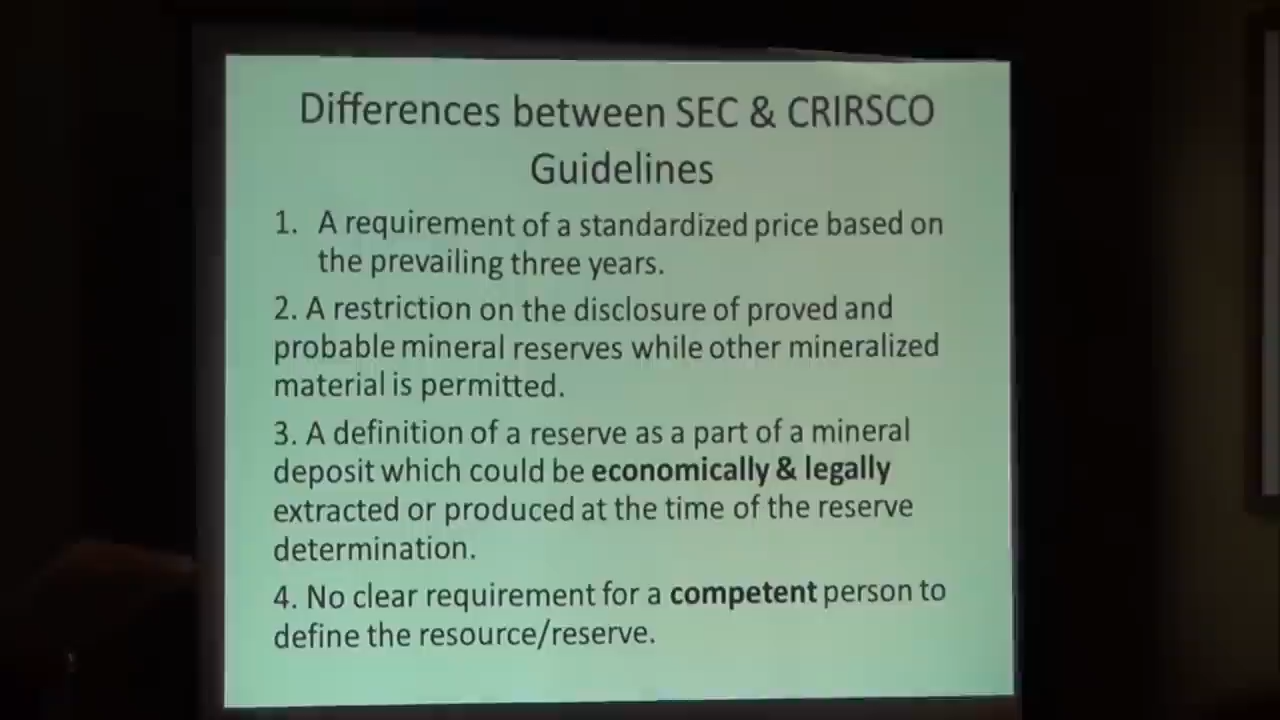 Differences between SEC & CRIRSCO
Guidelines
1. A requirement of a standardized price based on
the prevailing three years.
2. A restriction on the disclosure of proved and
probable mineral reserves while other mineralized
material is permitted.
3. A definition of a reserve as a part of a mineral
deposit which could be economically & legally
extracted or produced at the time of the reserve
determination.
4. No clear requirement for a competent person to
define the resource/reserve.